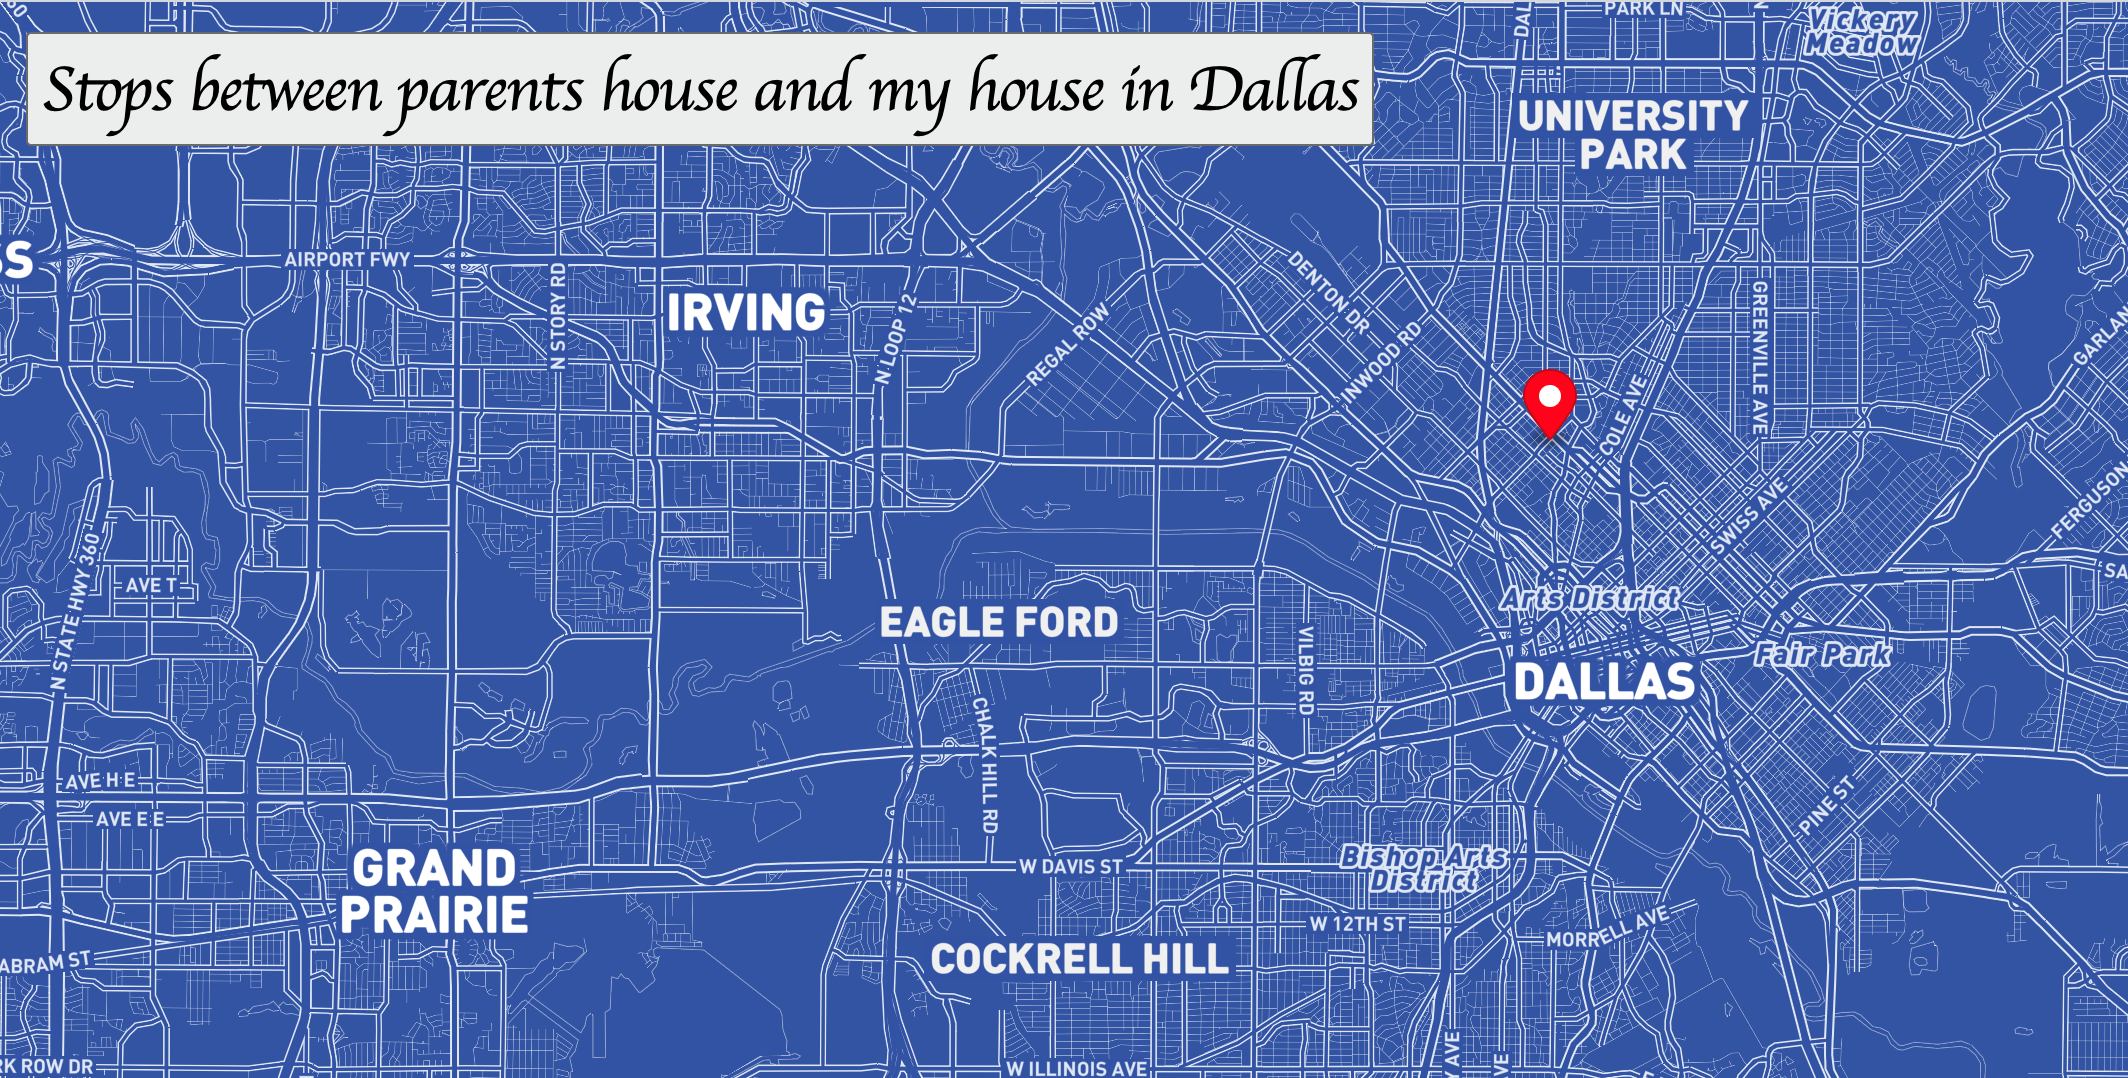 Stops between parents house and my house in Dallas
PARK LN
Vickery
Meadow
UNIVERSITY
PARK
AIRPORT FWY
N STORY RD
IRVING
N LOOP 12
REGAL ROW
DENTON DR
INWOOD RD
COLE AVE
GREENVILLE AVE
SWISS AVE
FERGUSON
N STATE HWY 360
AVE T
EAGLE FORD
Arts District
VILBIG RD
DALLAS
Fair Park
CHALK HILL RD
AVE H E
AVE E E
PINE ST
GRAND
PRAIRIE
W DAVIS ST
Bishop Arts
District
W 12TH ST
MORRELL AVE
ABRAM ST
COCKRELL HILL
W ILLINOIS AVE
ROW DR